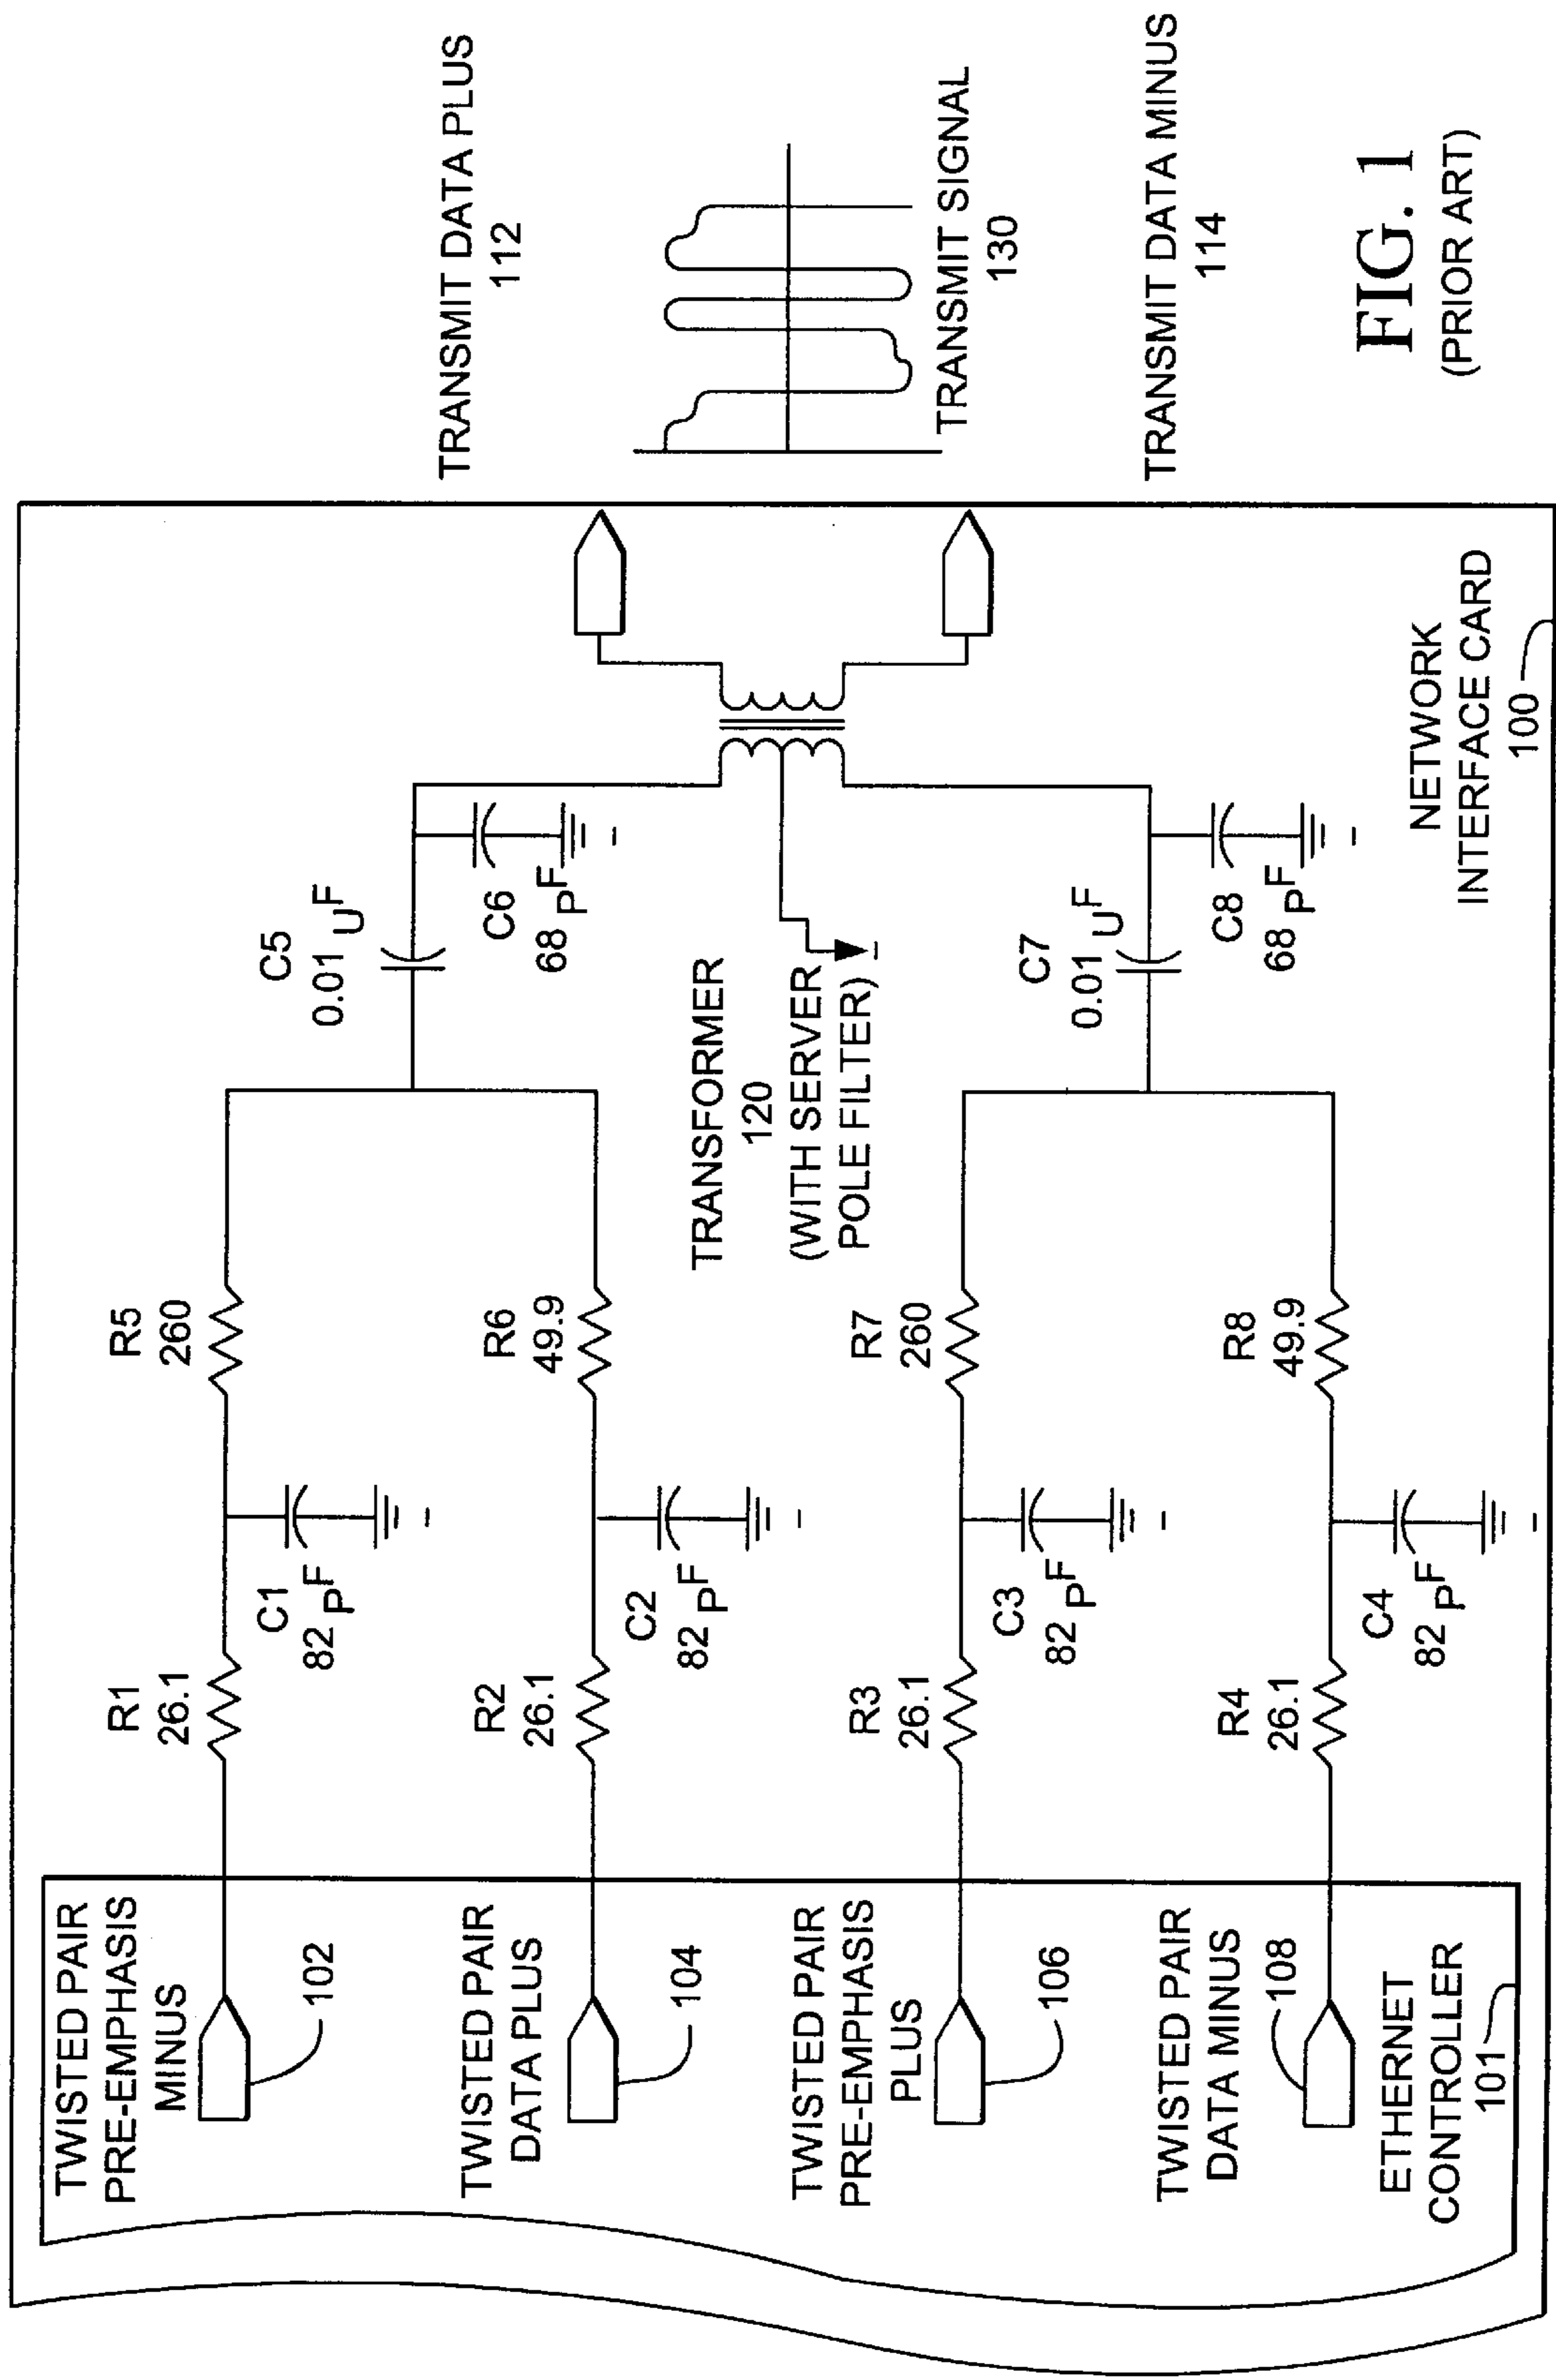 TWISTED PAIR
PRE-EMPHASIS
MINUS
102
R1
26.1
C1
82 PF
R5
260
TWISTED PAIR
DATA PLUS
104
R2
26.1
C2
82 PF
R6
49.9
C5
0.01 UF
C6
68 PF
TRANSFORMER
120
(WITH SERVER
POLE FILTER)
TWISTED PAIR
PRE-EMPHASIS
PLUS
106
R3
26.1
C3
82 PF
R7
260
TWISTED PAIR
DATA MINUS
108
R4
26.1
C4
82 PF
R8
49.9
C7
0.01 UF
C8
68 PF
ETHERNET
CONTROLLER
101
NETWORK
INTERFACE CARD
100
TRANSMIT DATA PLUS
112
TRANSMIT SIGNAL
130
TRANSMIT DATA MINUS
114
FIG. 1
(PRIOR ART)